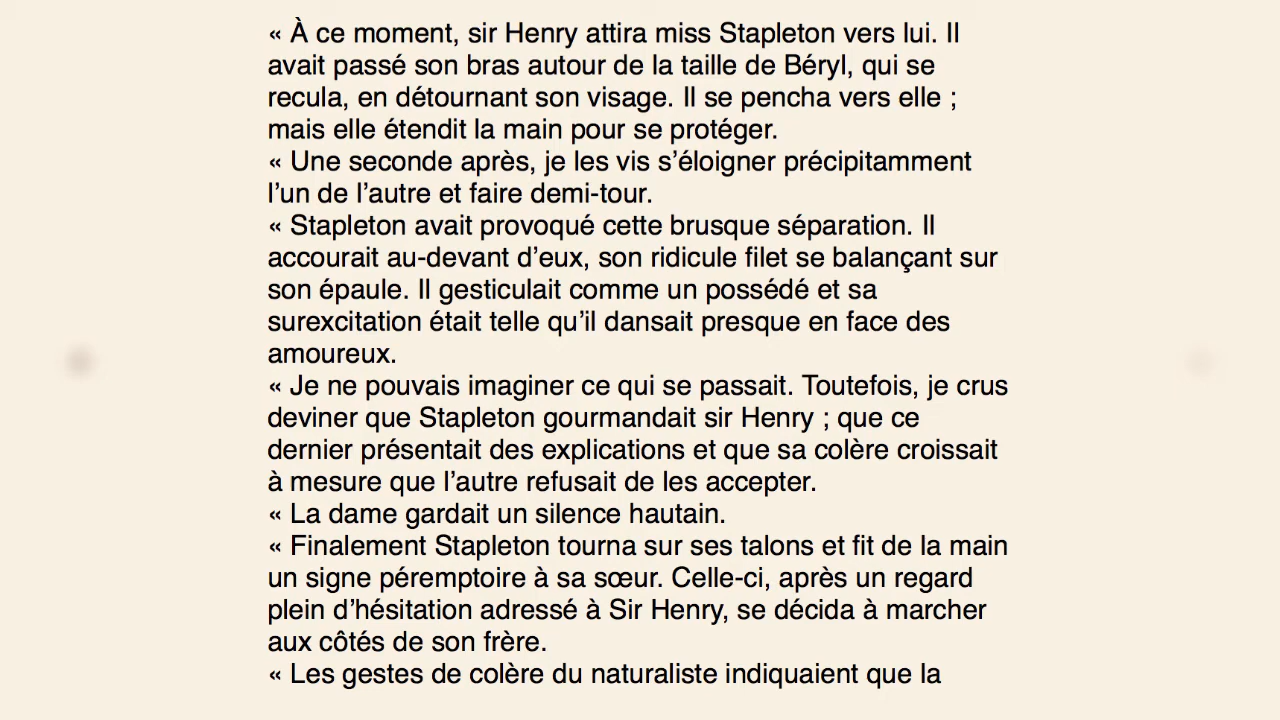 « À ce moment, sir Henry attira miss Stapleton vers lui. Il
avait passé son bras autour de la taille de Béryl, qui se
recula, en détournant son visage. Il se pencha vers elle ;
mais elle étendit la main pour se protéger.
« Une seconde après, je les vis s’éloigner précipitamment
l’un de l’autre et faire demi-tour.
« Stapleton avait provoqué cette brusque séparation. Il
accourait au-devant d’eux, son ridicule filet se balançant sur
son épaule. Il gesticulait comme un possédé et sa
surexcitation était telle qu’il dansait presque en face des
amoureux.
« Je ne pouvais imaginer ce qui se passait. Toutefois, je crus
deviner que Stapleton gourmandait sir Henry ; que ce
dernier présentait des explications et que sa colère croissait
à mesure que l’autre refusait de les accepter.
« La dame gardait un silence hautain.
« Finalement Stapleton tourna sur ses talons et fit de la main
un signe péremptoire à sa sœur. Celle-ci, après un regard
plein d’hésitation adressé à Sir Henry, se décida à marcher
aux côtés de son frère.
« Les gestes de colère du naturaliste indiquaient que la